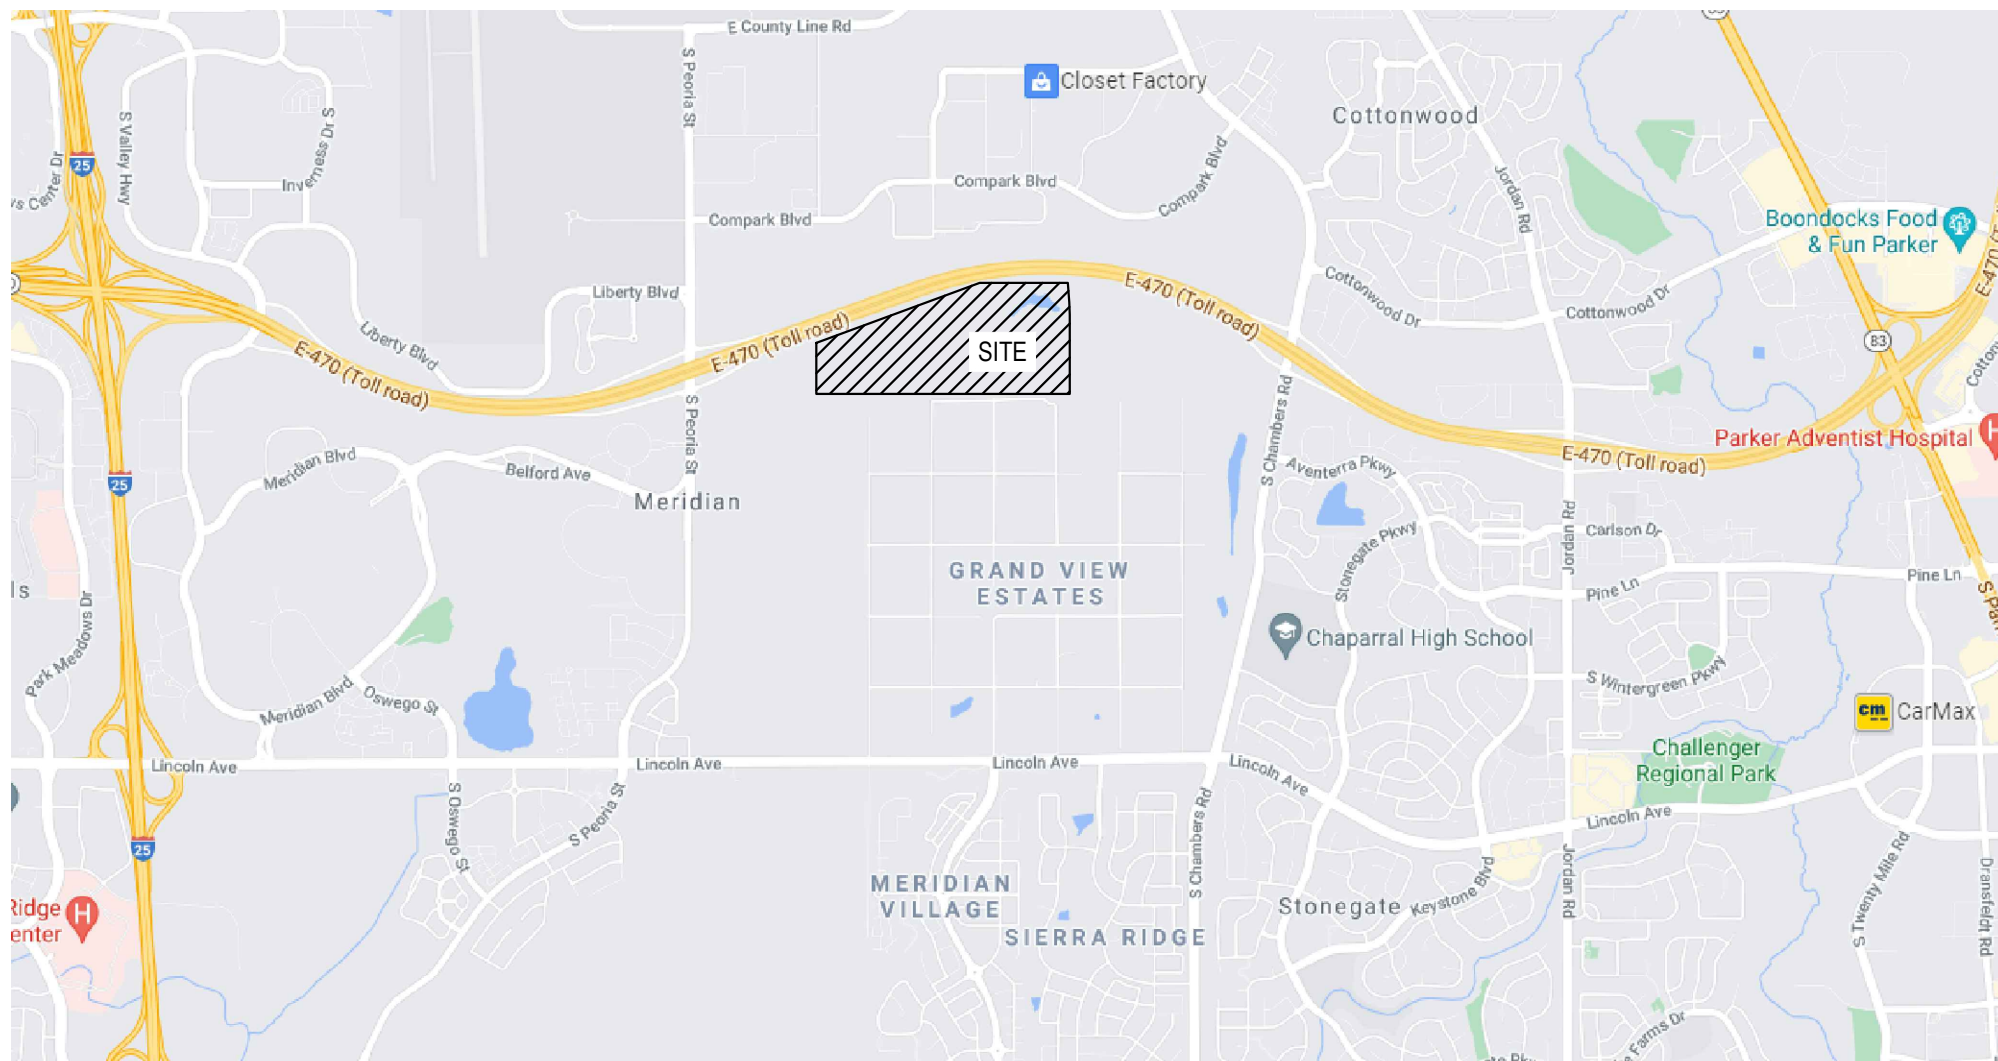 E County Line Rd
S Peoria St
Closet Factory
Cottonwood
S Valley Hwy
Inverness Dr S
25
Compark Blvd
Compark Blvd
Compark Blvd
Jordan Rd
Boondocks Food
& Fun Parker
Liberty Blvd
Liberty Blvd
E-470 (Toll road)
E-470 (Toll road)
E-470 (Toll road)
Cottonwood Dr
Cottonwood Dr
83
SITE
S Chambers Rd
S Peoria St
Parker Adventist Hospital
H
E-470 (Toll road)
Meridian Blvd
Belford Ave
Aventerra Pkwy
25
Meridian
Stonegate Pkwy
Jordan Rd
Carlson Dr
GRAND VIEW
ESTATES
Pine Ln
Pine Ln
Park Meadows Dr
Chaparral High School
S Wintergreen Pkwy
Meridian Blvd
Oswego St
cm
CarMax
Challenger
Regional Park
Lincoln Ave
Lincoln Ave
Lincoln Ave
Lincoln Ave
Lincoln Ave
S Oswego St
S Peoria St
S Chambers Rd
25
Jordan Rd
S Twenty Mile Rd
Dransfeldt Rd
MERIDIAN
VILLAGE
Stonegate
Keystone Blvd
Ridge
enter
H
SIERRA RIDGE
Farms Dr